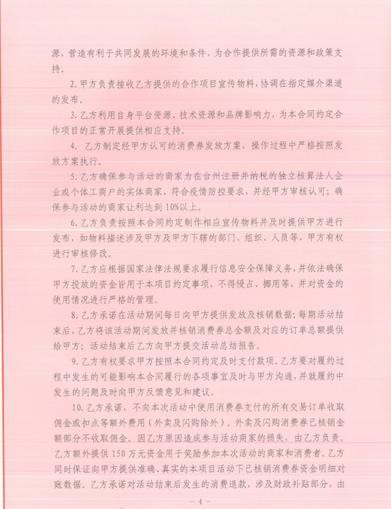 源,营造有利于共同发展的环境和条件,为合作提供所需的资源和政策支
持。
2.甲方负责接收乙方提供的合作项目宣传物料,协调在指定媒介渠道
的发布。
3.乙方利用自身平台资源、技术资源和品牌影响力,为本合同约定合
作项目的正常开展提供相应支持。
4. 乙方制定经甲方认可的消费券发放方案,操作过程中严格按照发
放方案执行。
5.乙方确保参与活动的商家为在台州注册并纳税的独立核算法人企
业或个体工商户的实体商家,符合疫情防控要求,并经甲方审核认可;确
保参与活动的商家让利达到10%以上。
6.乙方负责按照本合同约定制作相应宣传物料并及时提供甲方进行
发布,如物料描述涉及甲方及甲方下辖的部门、组织、人员等,甲方有权
进行审核修改。
7.乙方应根据国家法律法规要求履行信息安全保障义务,并依法确保
甲方投放的资金皆用于本项目的约定事项,不得侵占、挪用等,并对资金的
使用情况进行严格的管理。
8.乙方承诺在活动期间每日向甲方提供发放及核销数据;每期活动结
束后,乙方将该活动期间发放并核销消费券总金额及对应的订单总额提供
给甲方;活动结束后乙方向甲方提交活动总结报告。
9.乙方有权要求甲方按照本合同约定及时支付款项。乙方要对履约过
程中发生的可能影响本合同履行的各项事宜及时与甲方沟通,并就履约中
发生的问题及时向甲方反馈意见和建议。
10.乙方承诺,不向本次活动中使用消费券支付的所有交易订单收取
佣金或扣点等额外费用(外卖及闪购除外)。外卖及闪购消费券已核销金
额部分不收取佣金。因乙方原因造成参与活动商家的损失,由乙方负责。
乙方额外提供150万元资金用于奖励参加本次活动的商家和消费者。乙方
同时保证向甲方提供准确、真实的本项目活动下已核销消费券资金明细对
账数据。乙方承诺对活动结束后发生的消费退款,涉及财政补贴部分,由
- 4 -